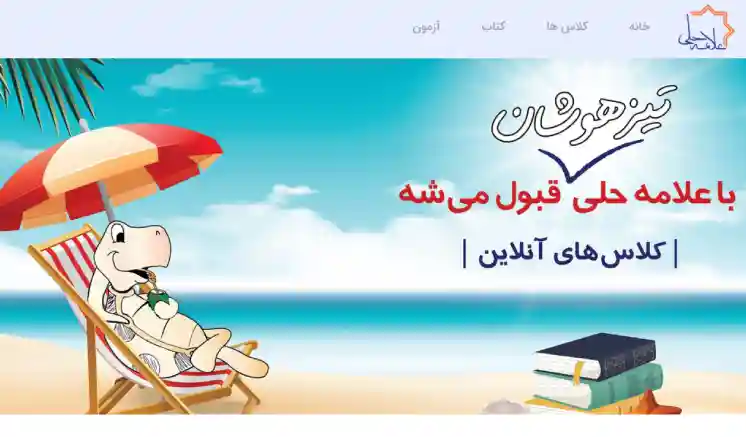 علامه حلی
خانه
کلاس ها
کتاب
آزمون
تیزهوشان
با علامه حلی قبول می‌شه
| کلاس‌های آنلاین |